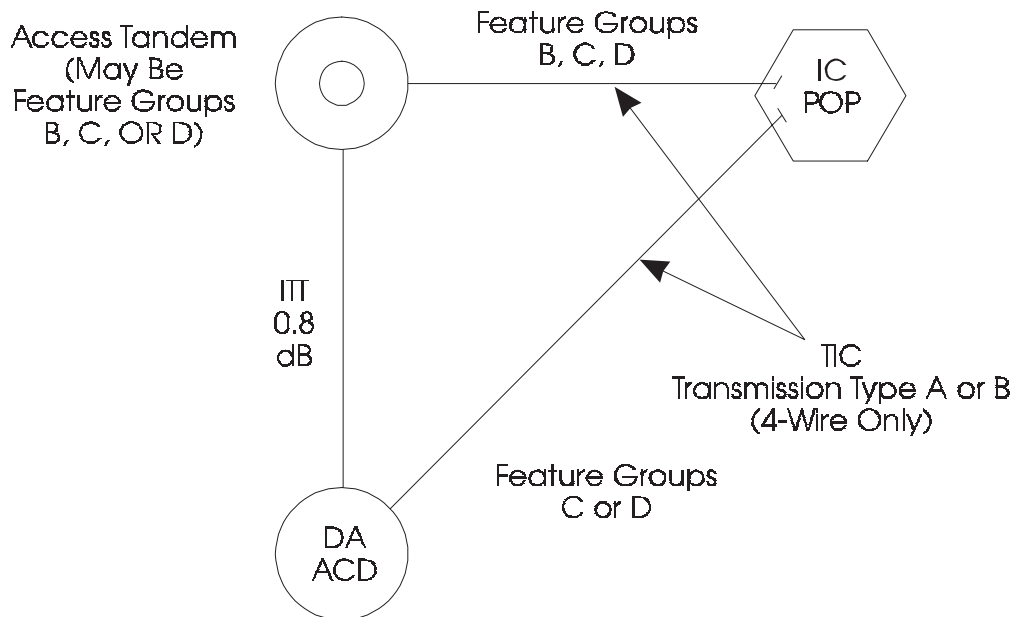 Access Tandem
(May Be
Feature Groups
B, C, OR D)
Feature Groups
B, C, D
IC
POP
ITT
0.8
dB
TIC
Transmission Type A or B
(4-Wire Only)
Feature Groups
C or D
DA
ACD